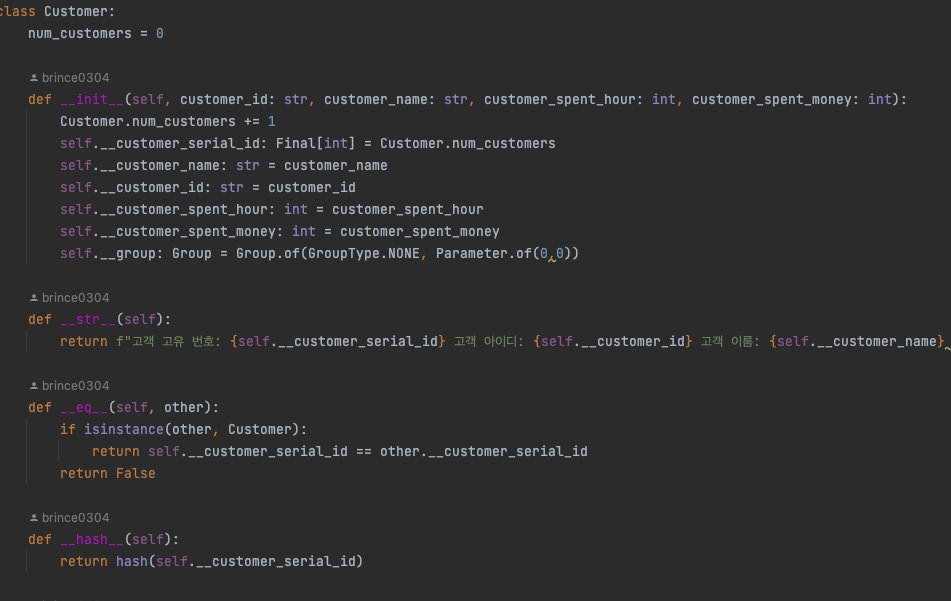 class Customer:
    num_customers = 0
brince0304
    def __init__(self, customer_id: str, customer_name: str, customer_spent_hour: int, customer_spent_money: int):
        Customer.num_customers += 1
        self.__customer_serial_id: Final[int] = Customer.num_customers
        self.__customer_name: str = customer_name
        self.__customer_id: str = customer_id
        self.__customer_spent_hour: int = customer_spent_hour
        self.__customer_spent_money: int = customer_spent_money
        self.__group: Group = Group.of(GroupType.NONE, Parameter.of(0,0))
brince0304
    def __str__(self):
        return f"고객 고유 번호: {self.__customer_serial_id} 고객 아이디: {self.__customer_id} 고객 이름: {self.__customer_name}
brince0304
    def __eq__(self, other):
        if isinstance(other, Customer):
            return self.__customer_serial_id == other.__customer_serial_id
        return False
brince0304
    def __hash__(self):
        return hash(self.__customer_serial_id)